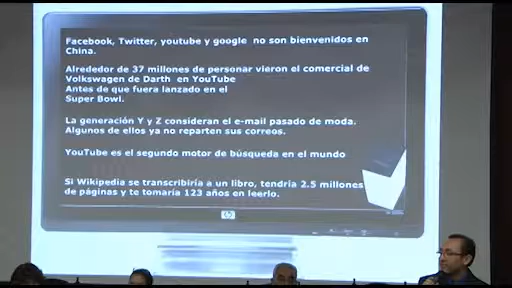 Facebook, Twitter, youtube y google no son bienvenidos en
China.
Alrededor de 37 millones de personar vieron el comercial de
Volkswagen de Darth en YouTube
Antes de que fuera lanzado en el
Super Bowl.
La generación Y y Z consideran el e-mail pasado de moda.
Algunos de ellos ya no reparten sus correos.
YouTube es el segundo motor de búsqueda en el mundo
Si Wikipedia se transcribiría a un libro, tendría 2.5 millones
de páginas y te tomaría 123 años en leerlo.
hp